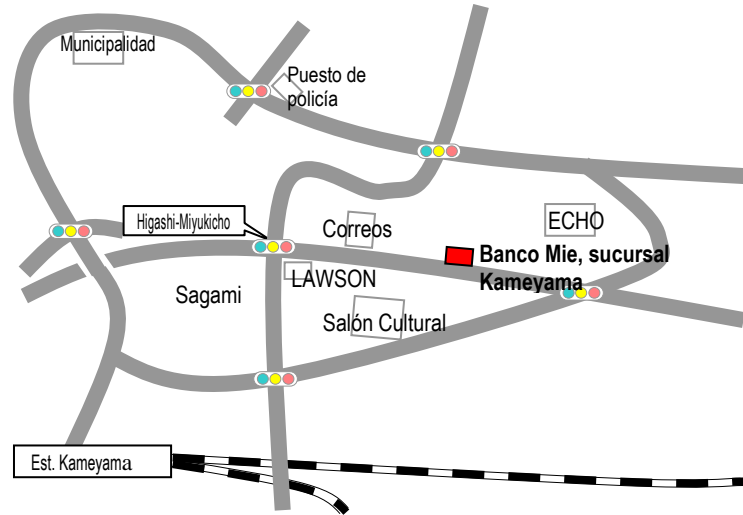 Municipalidad
Puesto de
policía
Higashi-Miyukicho
Correos
ECHO
Banco Mie, sucursal
Kameyama
LAWSON
Sagami
Salón Cultural
Est. Kameyama